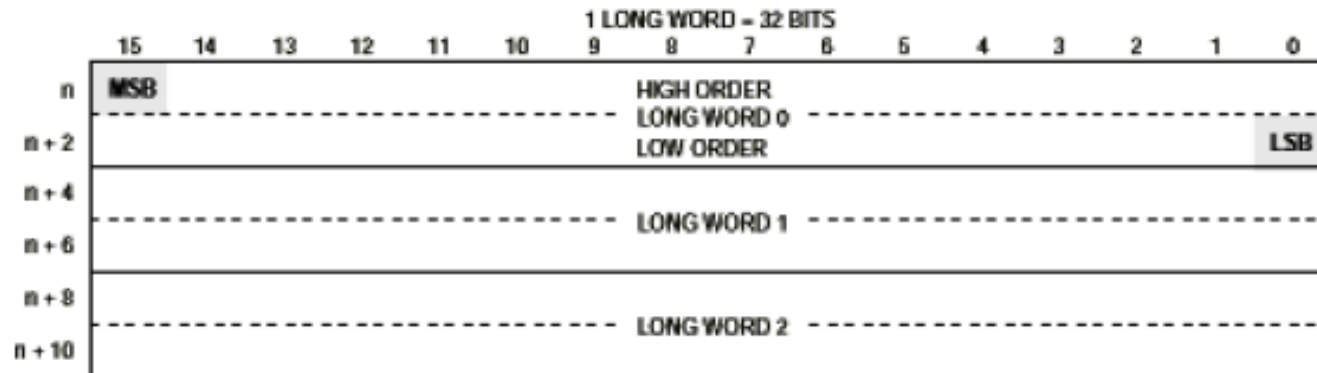 1 LONG WORD = 32 BITS
15 14 13 12 11 10 9 8 7 6 5 4 3 2 1 0
n MSB HIGH ORDER
LONG WORD 0
n + 2 LOW ORDER LSB
n + 4
LONG WORD 1
n + 6
n + 8
LONG WORD 2
n + 10